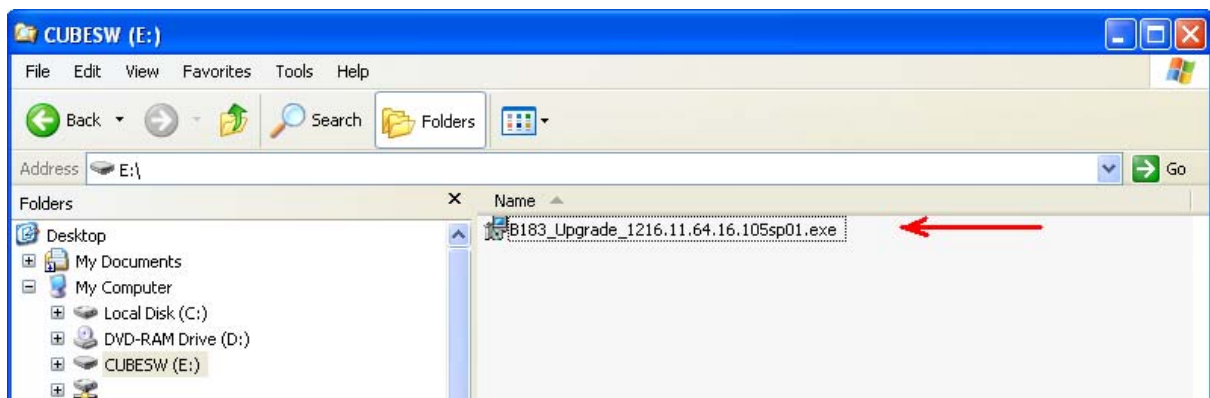 CUBESW (E:)
File Edit View Favorites Tools Help
Back Search Folders
Address E:\ Go
Folders Name
Desktop B183_Upgrade_1216.11.64.16.105sp01.exe
My Documents
My Computer
Local Disk (C:)
DVD-RAM Drive (D:)
CUBESW (E:)